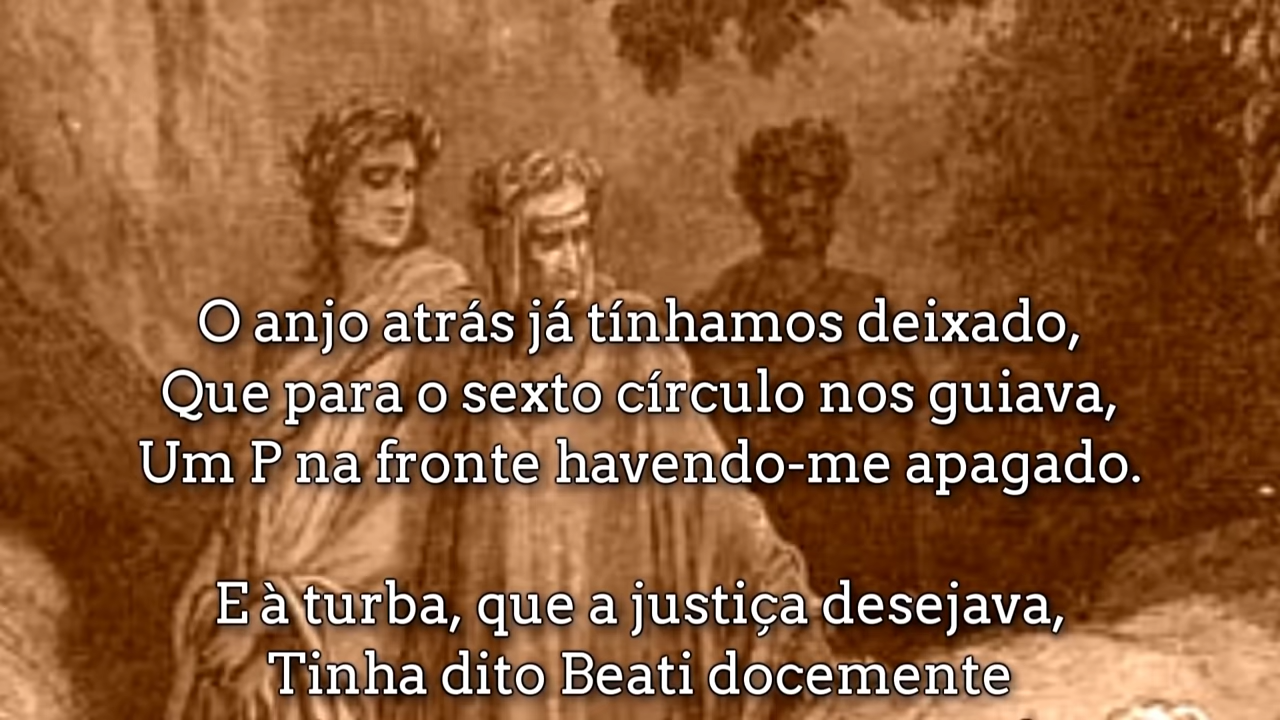 O anjo atrás já tínhamos deixado,
Que para o sexto círculo nos guiava,
Um P na fronte havendo-me apagado.
E à turba, que a justiça desejava,
Tinha dito Beati docemente